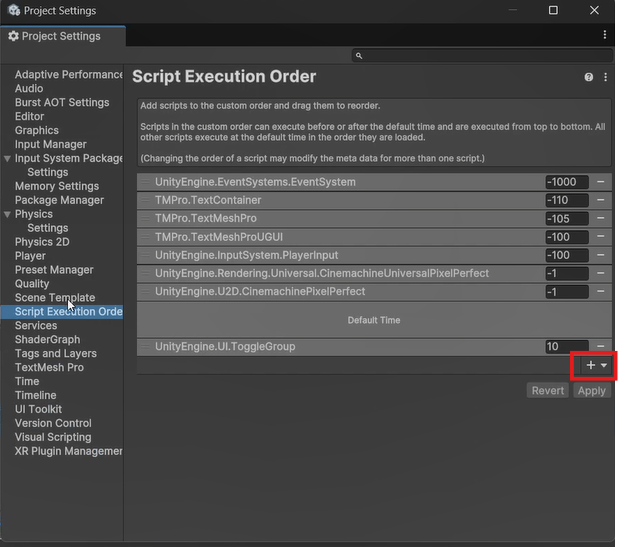 Project Settings
Project Settings
Adaptive Performance
Audio
Burst AOT Settings
Editor
Graphics
Input Manager
Input System Package
Settings
Memory Settings
Package Manager
Physics
Settings
Physics 2D
Player
Preset Manager
Quality
Scene Template
Script Execution Orde
Services
ShaderGraph
Tags and Layers
TextMesh Pro
Time
Timeline
UI Toolkit
Version Control
Visual Scripting
XR Plugin Managemen
Script Execution Order
Add scripts to the custom order and drag them to reorder.
Scripts in the custom order can execute before or after the default time and are executed from top to bottom. All
other scripts execute at the default time in the order they are loaded.
(Changing the order of a script may modify the meta data for more than one script.)
UnityEngine.EventSystems.EventSystem -1000
TMPro.TextContainer -110
TMPro.TextMeshPro -105
TMPro.TextMeshProUGUI -100
UnityEngine.InputSystem.PlayerInput -100
UnityEngine.Rendering.Universal.CinemachineUniversalPixelPerfect -1
UnityEngine.U2D.CinemachinePixelPerfect -1
Default Time
UnityEngine.UI.ToggleGroup 10
Revert Apply